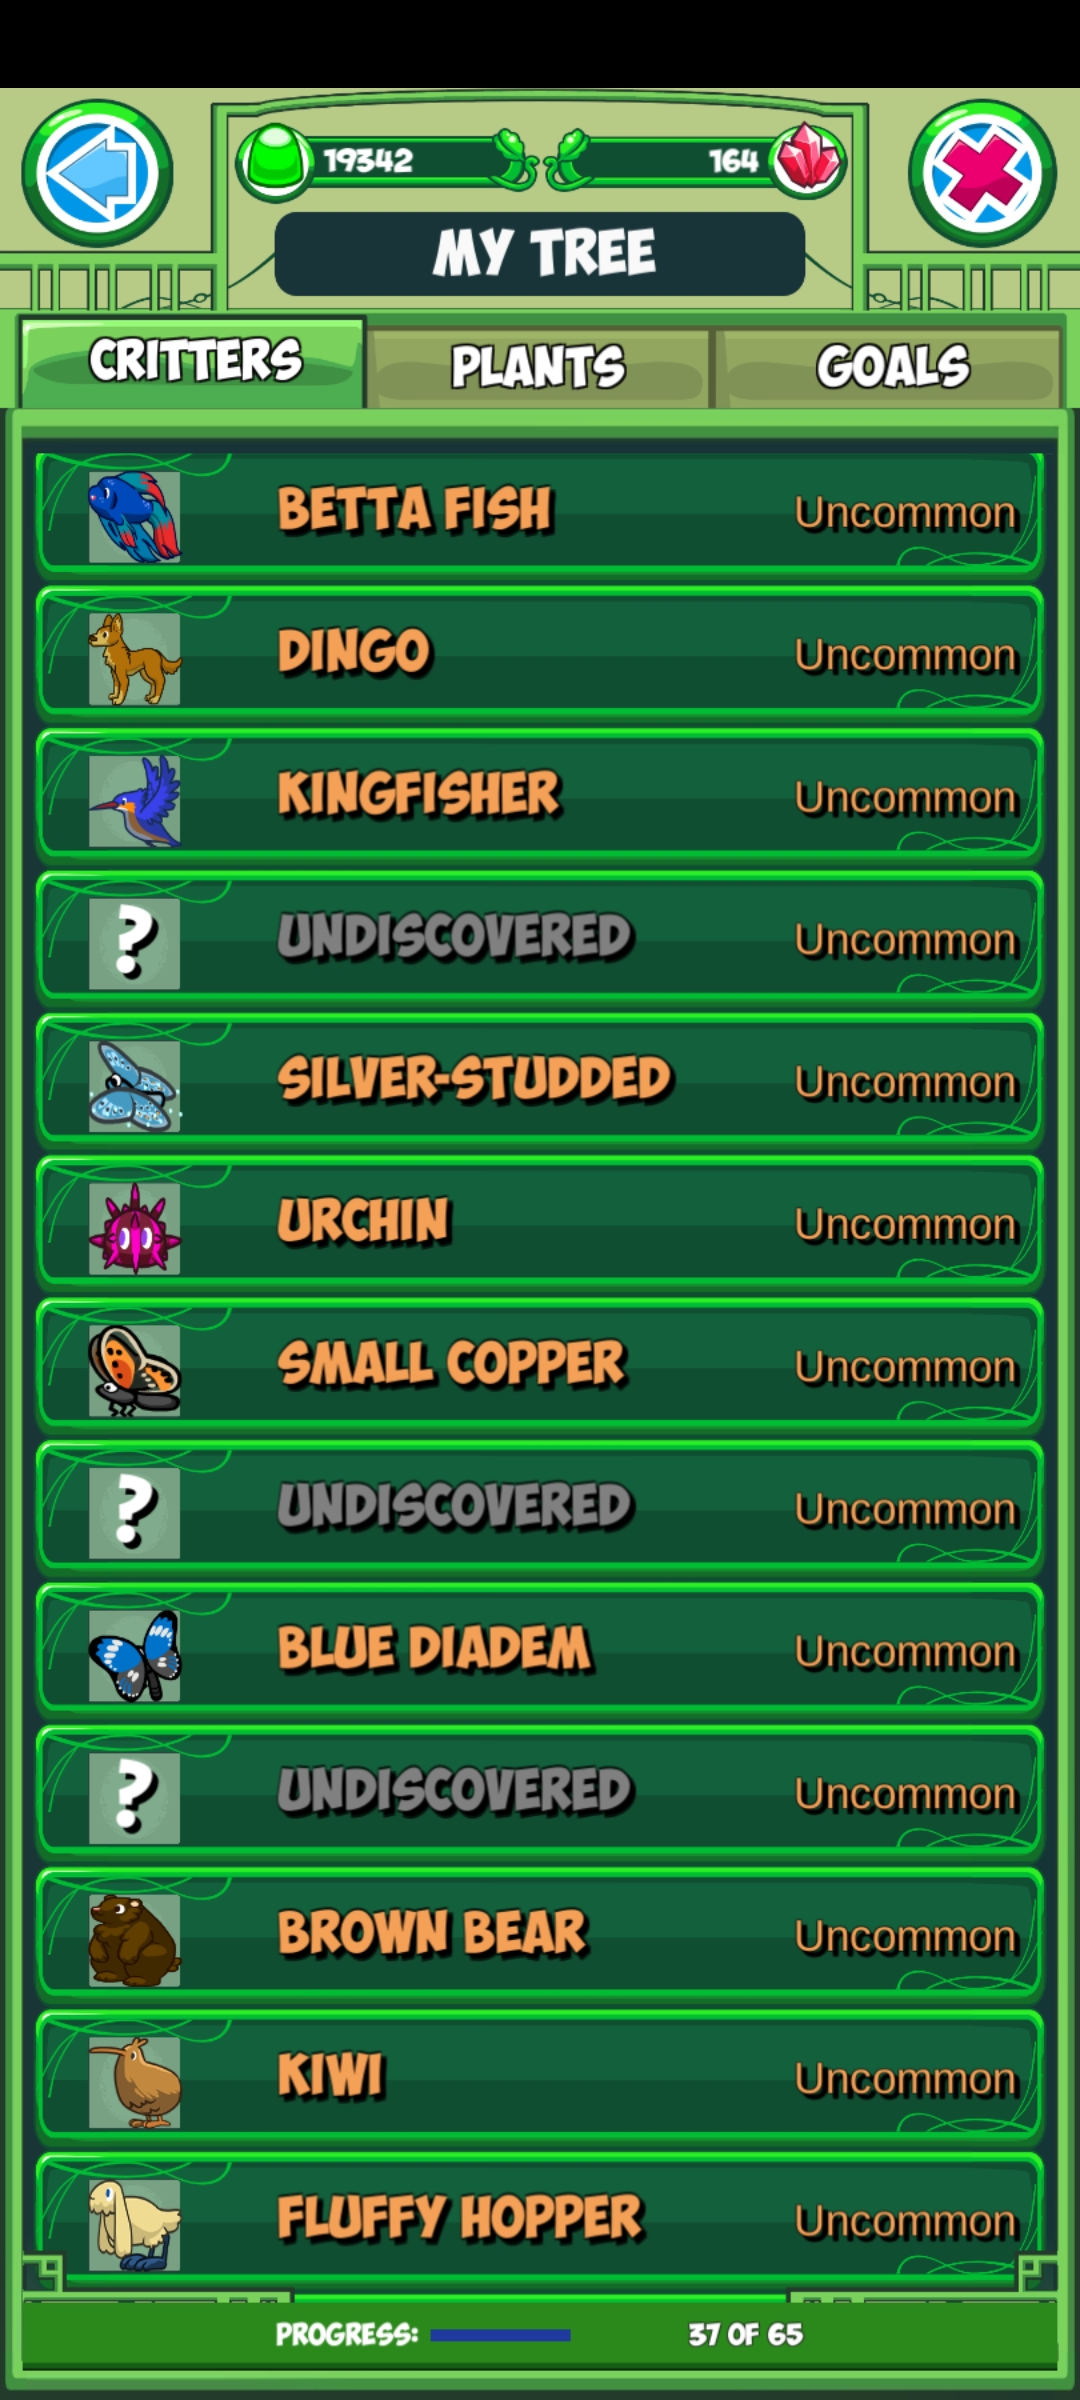 19342
164
MY TREE
CRITTERS
PLANTS
GOALS
BETTA FISH
Uncommon
DINGO
Uncommon
KINGFISHER
Uncommon
?
UNDISCOVERED
Uncommon
SILVER-STUDDED
Uncommon
URCHIN
Uncommon
SMALL COPPER
Uncommon
?
UNDISCOVERED
Uncommon
BLUE DIADEM
Uncommon
?
UNDISCOVERED
Uncommon
BROWN BEAR
Uncommon
KIWI
Uncommon
FLUFFY HOPPER
Uncommon
PROGRESS:
37 OF 65